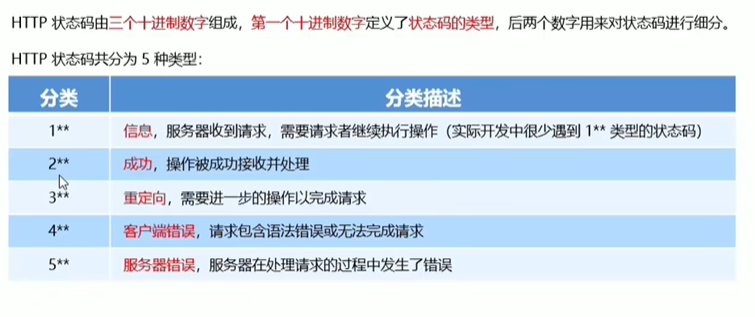 HTTP 状态码由三个十进制数字组成，第一个十进制数字定义了状态码的类型，后两个数字用来对状态码进行细分。
HTTP 状态码共分为 5 种类型：
分类 分类描述
1** 信息，服务器收到请求，需要请求者继续执行操作（实际开发中很少遇到 1** 类型的状态码）
2** 成功，操作被成功接收并处理
3** 重定向，需要进一步的操作以完成请求
4** 客户端错误，请求包含语法错误或无法完成请求
5** 服务器错误，服务器在处理请求的过程中发生了错误